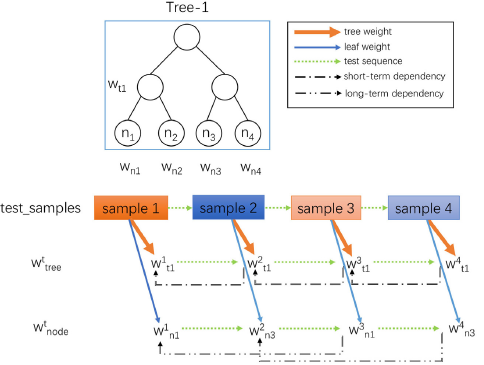 Tree-1
tree weight
leaf weight
test sequence
short-term dependency
long-term dependency
w_t1
n_1 n_2 n_3 n_4
w_n1 w_n2 w_n3 w_n4
test_samples sample 1 sample 2 sample 3 sample 4
w^t_tree w^1_t1 w^2_t1 w^3_t1 w^4_t1
w^t_node w^1_n1 w^2_n3 w^3_n1 w^4_n3